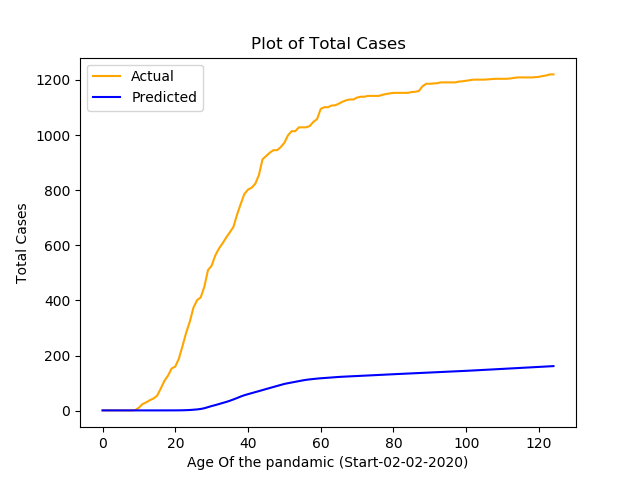 Plot of Total Cases
Actual
Predicted
1200
1000
800
600
400
200
0
Total Cases
0 20 40 60 80 100 120
Age Of the pandamic (Start-02-02-2020)